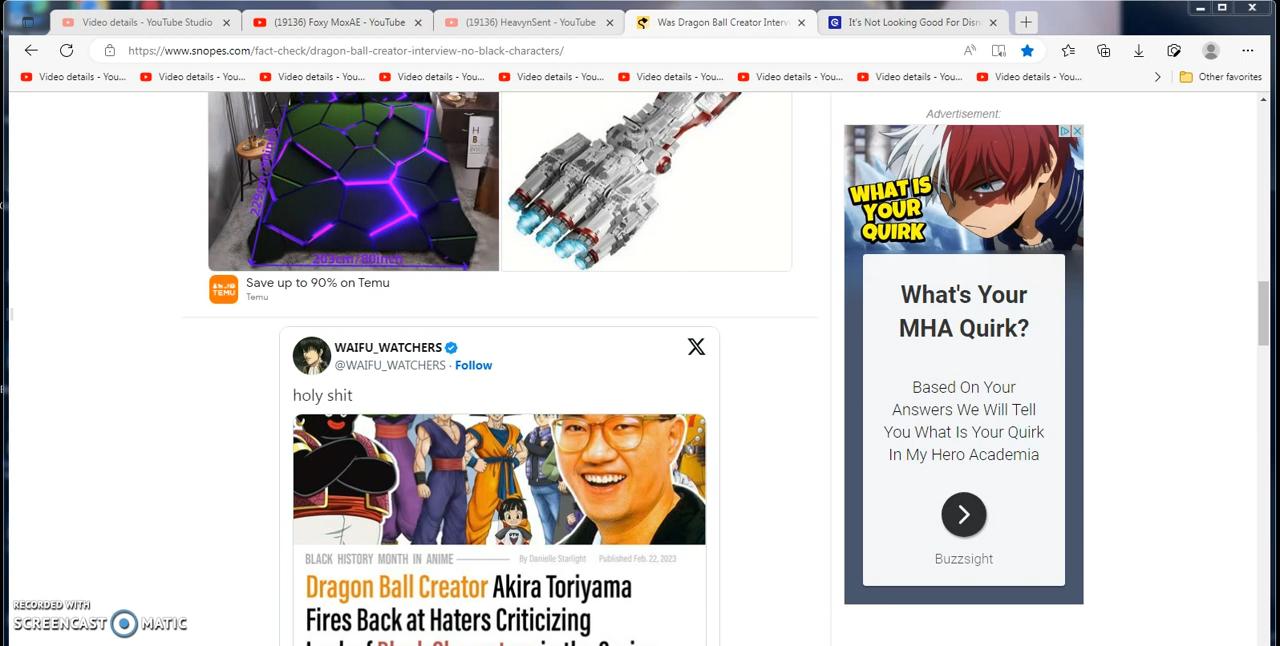 Video details - YouTube Studio
(19136) Foxy MoxAE - YouTube
(19136) HeavynSent - YouTube
Was Dragon Ball Creator Interv
It's Not Looking Good For Disn
https://www.snopes.com/fact-check/dragon-ball-creator-interview-no-black-characters/
Video details - You...
Video details - You...
Video details - You...
Video details - You...
Video details - You...
Video details - You...
Video details - You...
Video details - You...
Video details - You...
Other favorites
203cm/80inch
TEMU
Save up to 90% on Temu
Temu
WAIFU_WATCHERS
@WAIFU_WATCHERS · Follow
holy shit
BLACK HISTORY MONTH IN ANIME
By Danielle Starlight
Published Feb. 22, 2023
Dragon Ball Creator Akira Toriyama
Fires Back at Haters Criticizing
Advertisement:
WHAT IS
YOUR
QUIRK
What's Your
MHA Quirk?
Based On Your
Answers We Will Tell
You What Is Your Quirk
In My Hero Academia
Buzzsight
RECORDED WITH
SCREENCAST MATIC